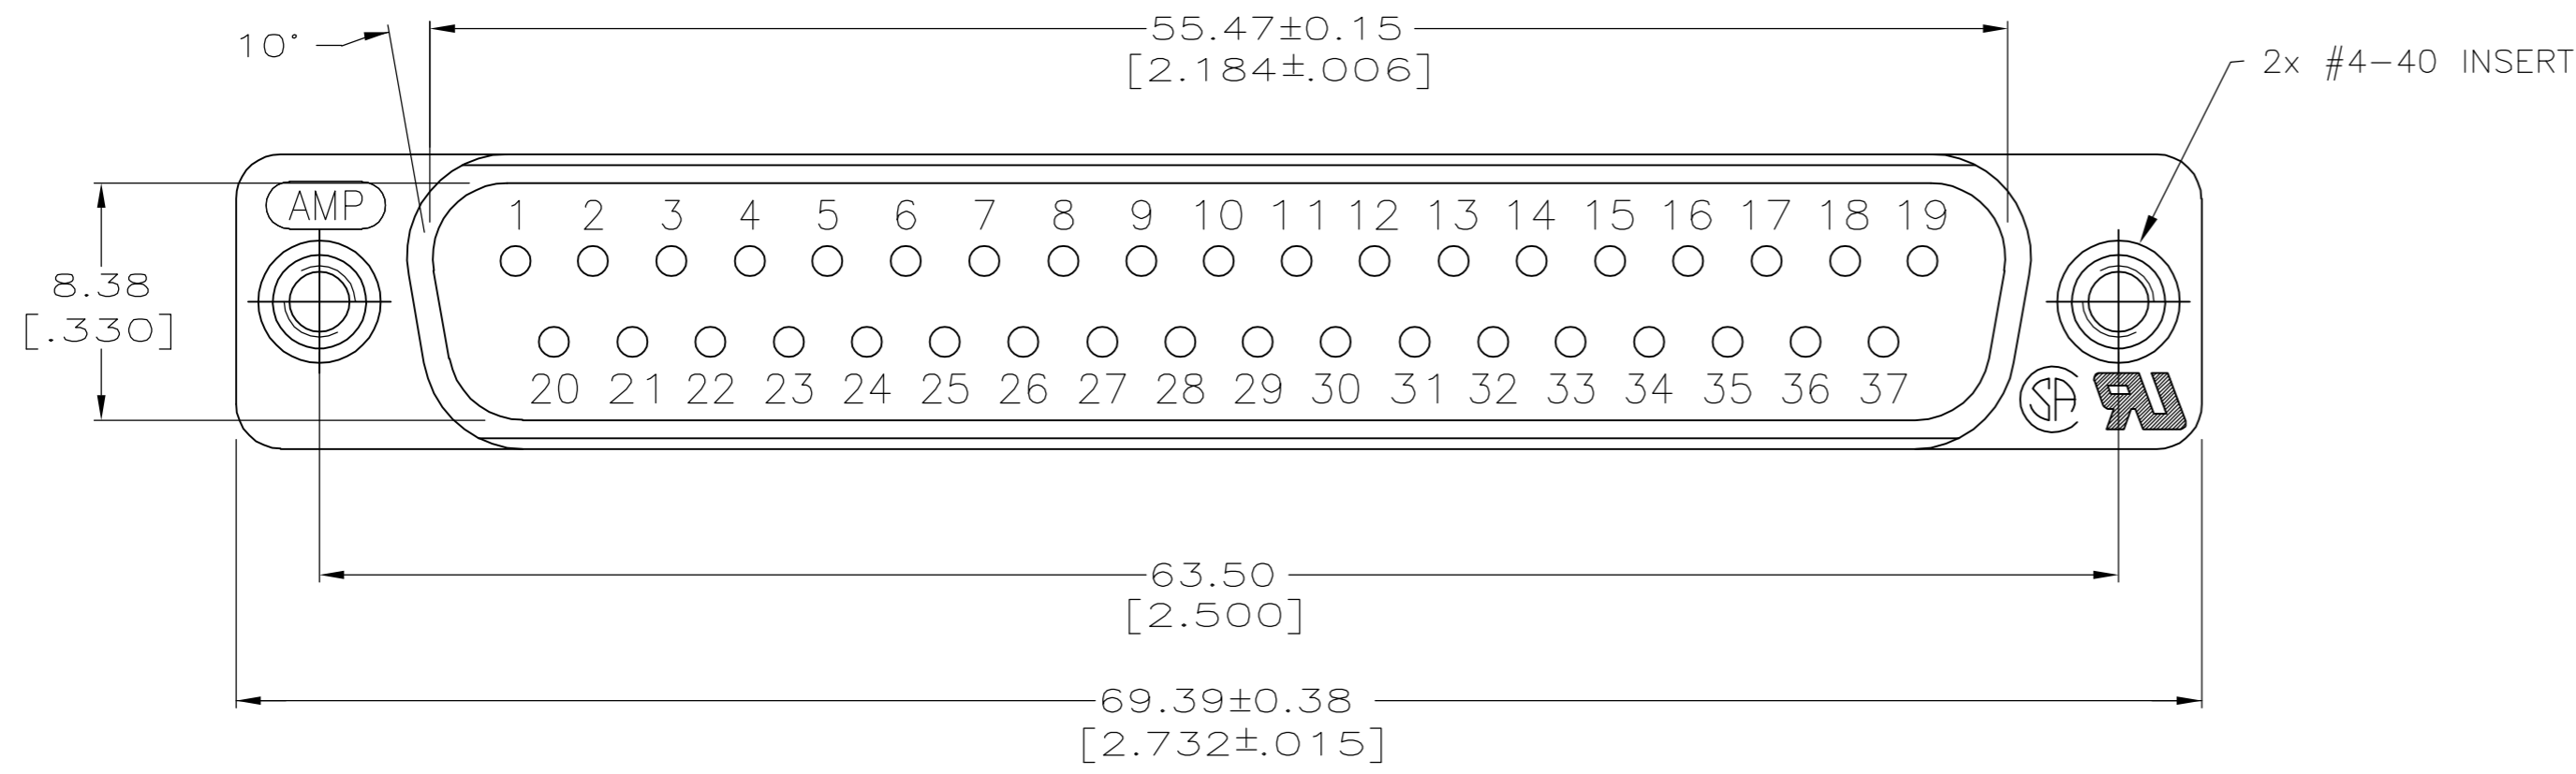 55.47±0.15
[2.184±.006]
10°
2x #4-40 INSERT
AMP
1 2 3 4 5 6 7 8 9 10 11 12 13 14 15 16 17 18 19
8.38
[.330]
20 21 22 23 24 25 26 27 28 29 30 31 32 33 34 35 36 37
SA
UR
63.50
[2.500]
69.39±0.38
[2.732±.015]